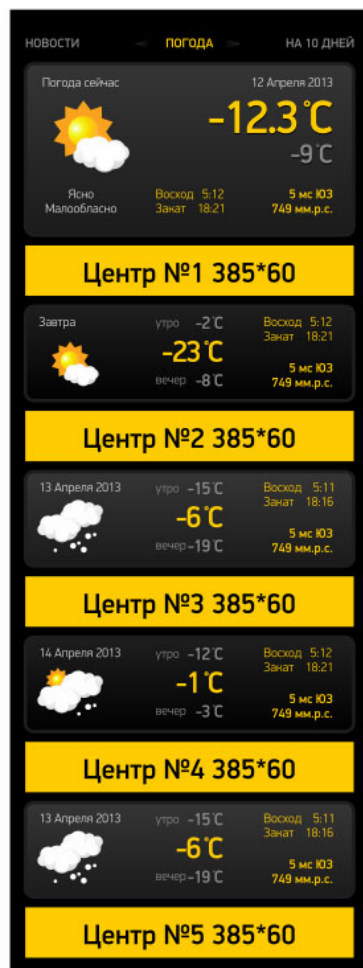 НОВОСТИ ПОГОДА НА 10 ДНЕЙ
Погода сейчас 12 Апреля 2013
-12.3°C
-9°C
Ясно Восход 5:12 5 мс ЮЗ
Малообласно Закат 18:21 749 мм.р.с.
Центр №1 385*60
Завтра утро -2°C Восход 5:12
Закат 18:21
-23°C
5 мс ЮЗ
вечер -8°C 749 мм.р.с.
Центр №2 385*60
13 Апреля 2013 утро -15°C Восход 5:11
Закат 18:16
-6°C
5 мс ЮЗ
вечер -19°C 749 мм.р.с.
Центр №3 385*60
14 Апреля 2013 утро -12°C Восход 5:12
Закат 18:21
-1°C
5 мс ЮЗ
вечер -3°C 749 мм.р.с.
Центр №4 385*60
13 Апреля 2013 утро -15°C Восход 5:11
Закат 18:16
-6°C
5 мс ЮЗ
вечер -19°C 749 мм.р.с.
Центр №5 385*60